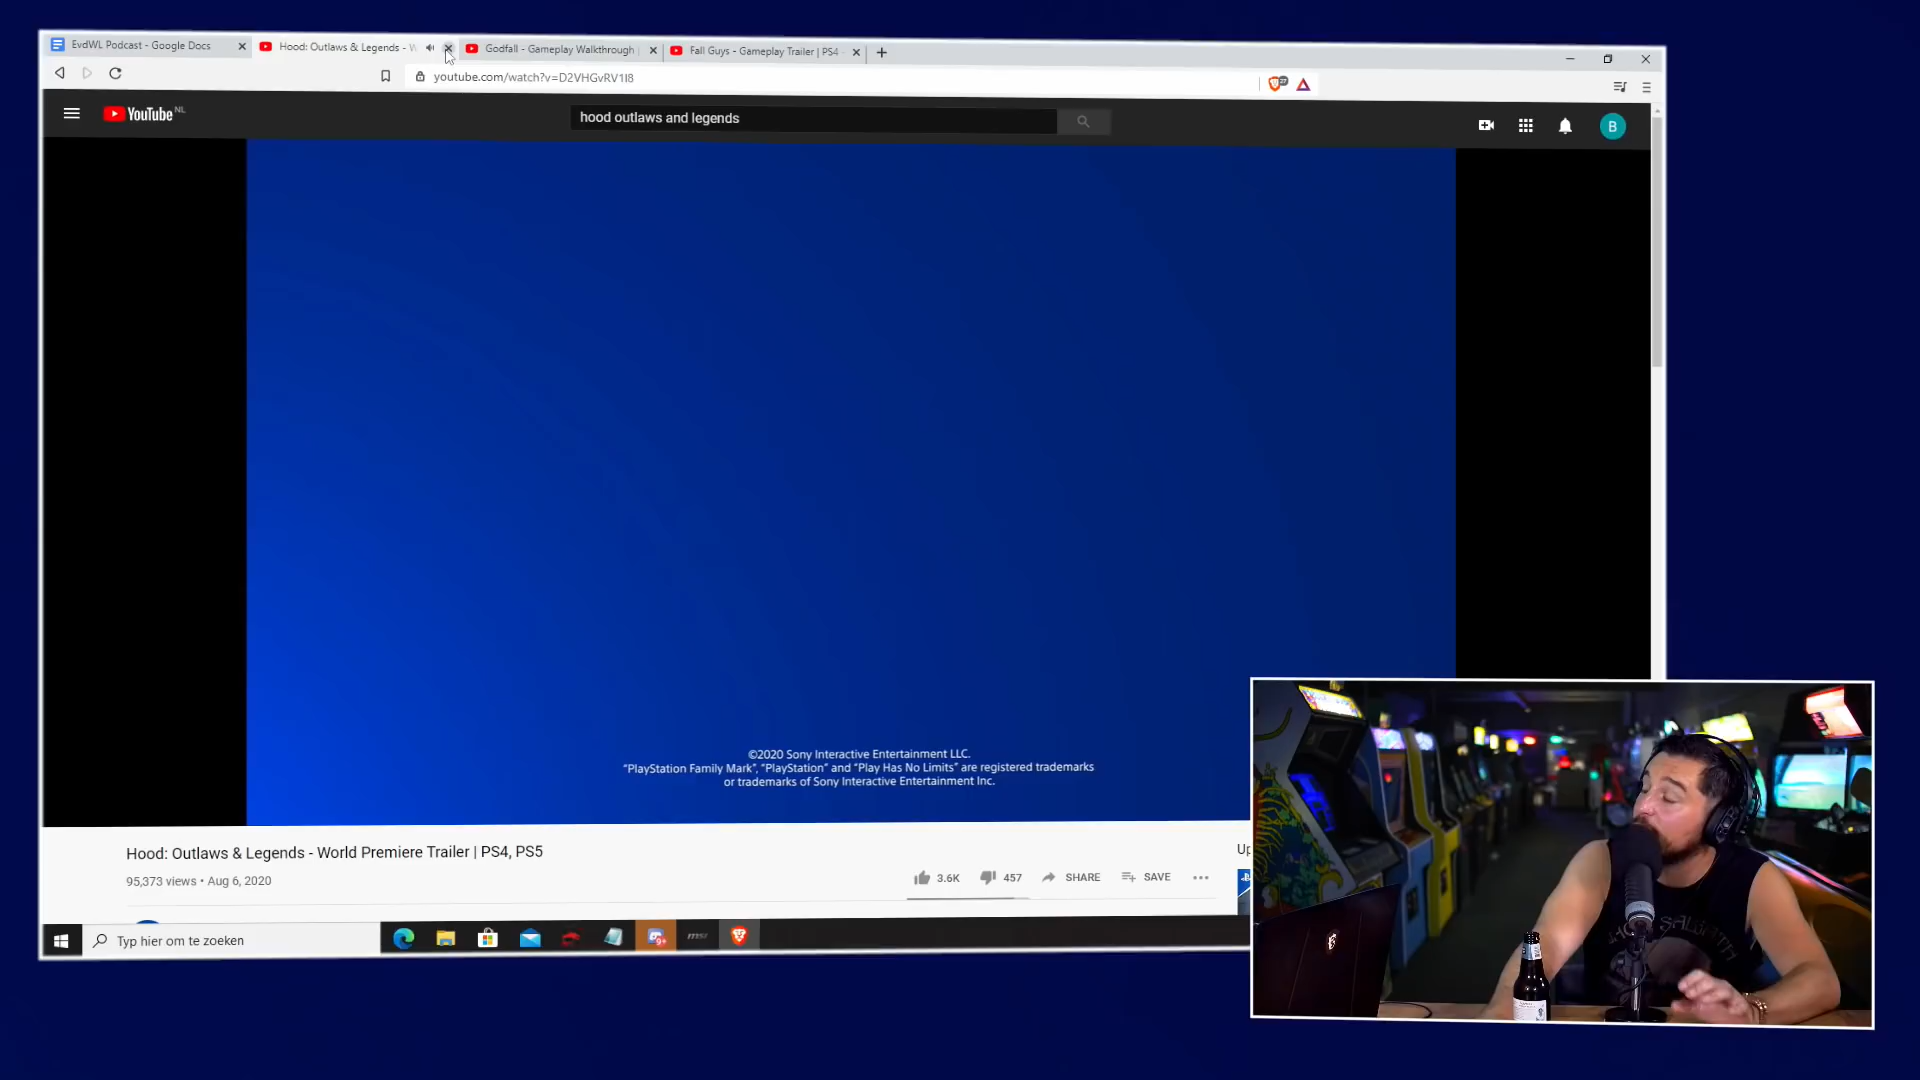 EvdWL Podcast - Google Docs
Hood: Outlaws & Legends - W
Godfall - Gameplay Walkthrough
Fall Guys - Gameplay Trailer | PS4
youtube.com/watch?v=D2VHGvRV1I8
YouTube NL
hood outlaws and legends
B
©2020 Sony Interactive Entertainment LLC.
"PlayStation Family Mark", "PlayStation" and "Play Has No Limits" are registered trademarks
or trademarks of Sony Interactive Entertainment Inc.
Hood: Outlaws & Legends - World Premiere Trailer | PS4, PS5
95,373 views • Aug 6, 2020
3.6K
457
SHARE
SAVE
Up
Typ hier om te zoeken
9+
msi